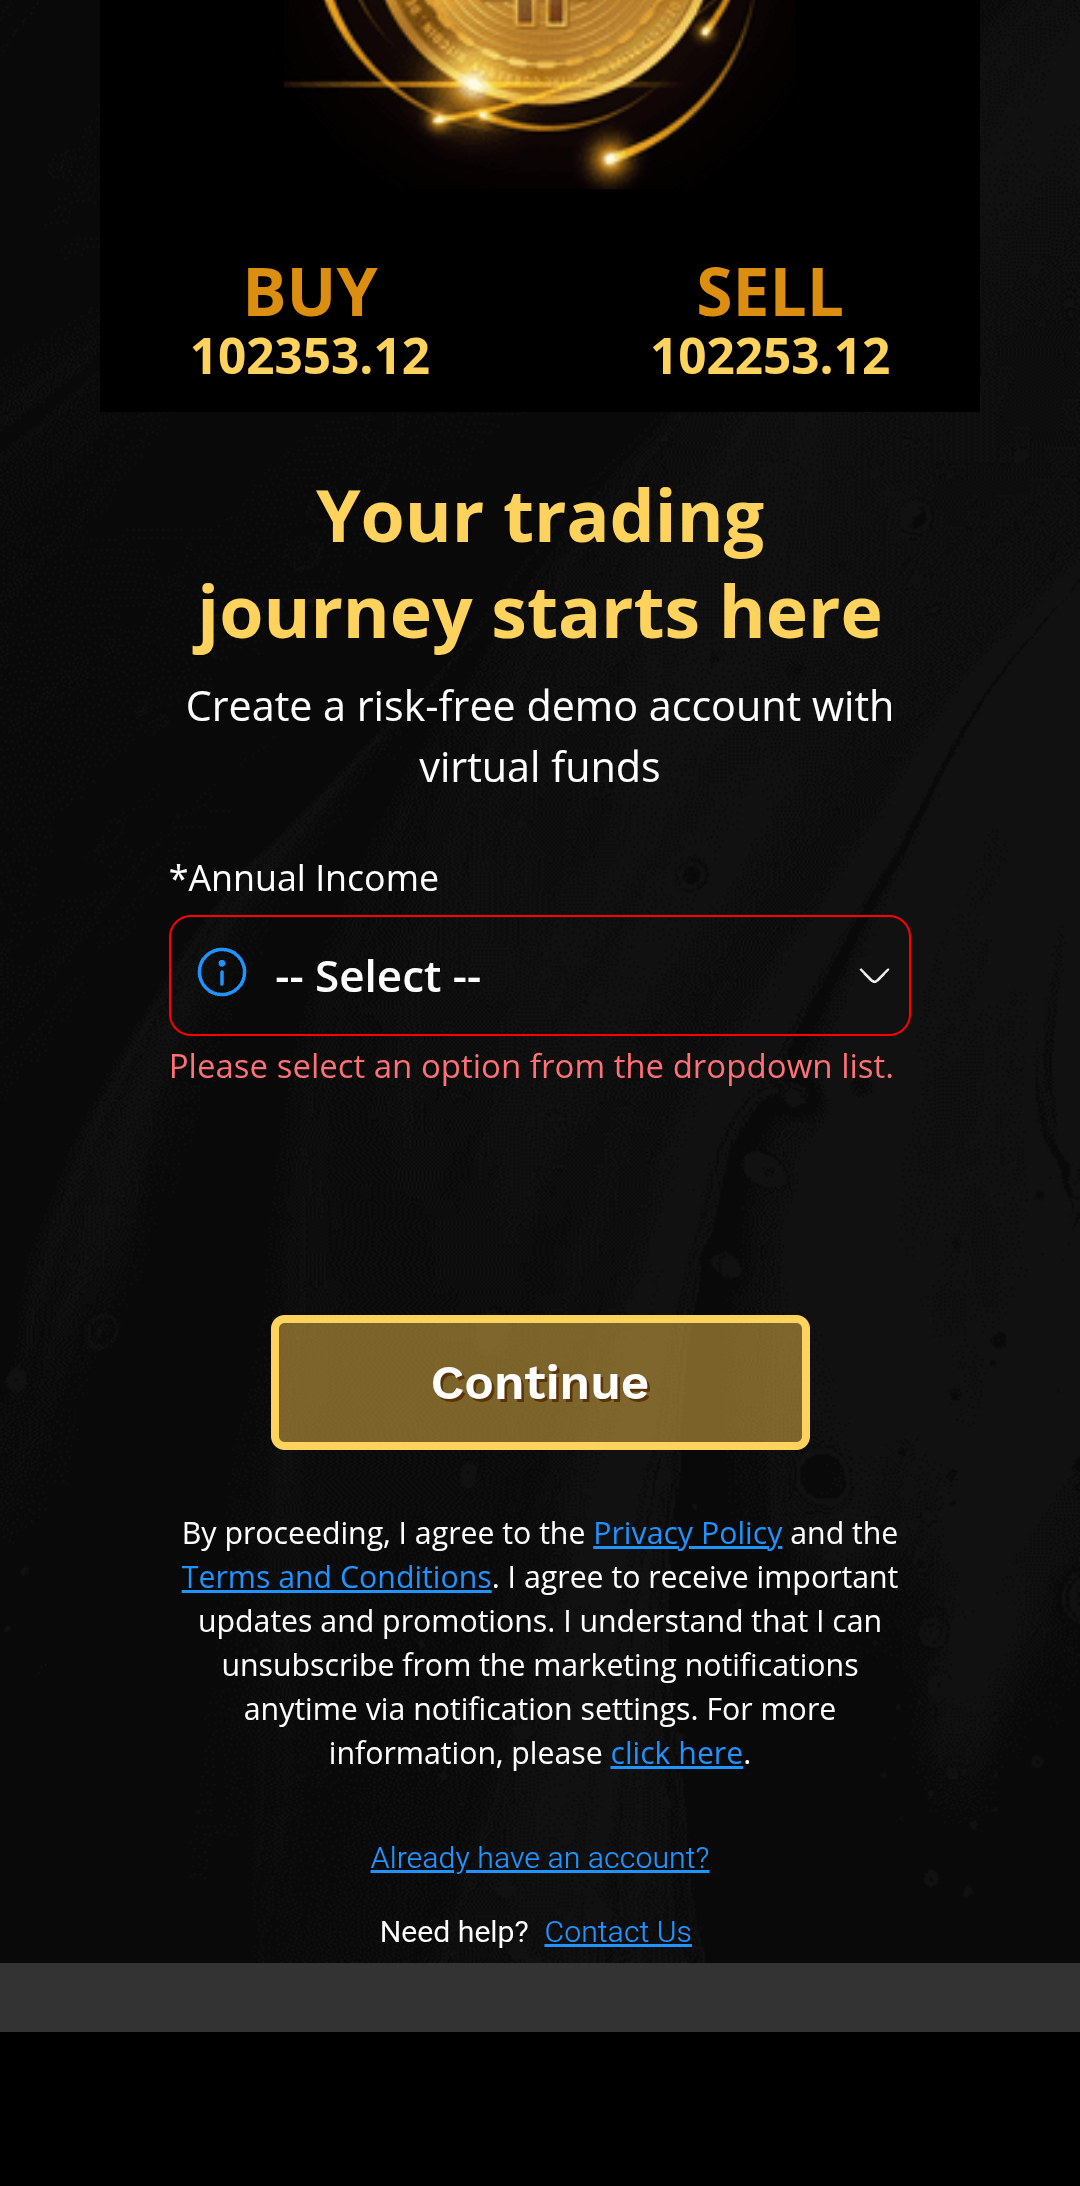 BUY
SELL
102353.12
102253.12
Your trading
journey starts here
Create a risk-free demo account with
virtual funds
*Annual Income
-- Select --
Please select an option from the dropdown list.
Continue
By proceeding, I agree to the Privacy Policy and the
Terms and Conditions. I agree to receive important
updates and promotions. I understand that I can
unsubscribe from the marketing notifications
anytime via notification settings. For more
information, please click here.
Already have an account?
Need help? Contact Us